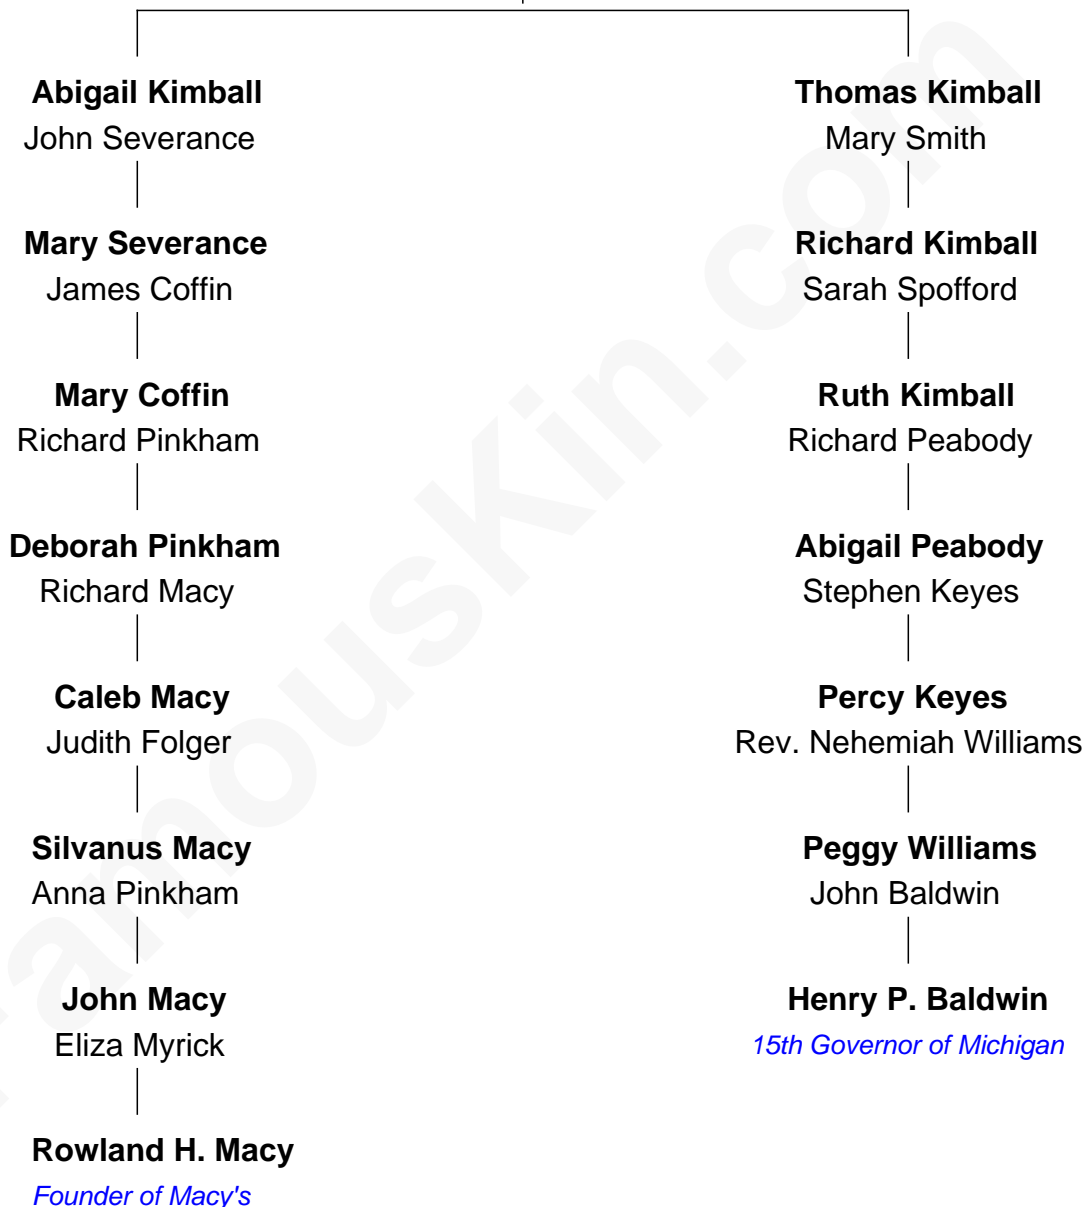 Abigail Kimball
John Severance
Mary Severance
James Coffin
Mary Coffin
Richard Pinkham
Deborah Pinkham
Richard Macy
Caleb Macy
Judith Folger
Silvanus Macy
Anna Pinkham
John Macy
Eliza Myrick
Rowland H. Macy
Founder of Macy's
Thomas Kimball
Mary Smith
Richard Kimball
Sarah Spofford
Ruth Kimball
Richard Peabody
Abigail Peabody
Stephen Keyes
Percy Keyes
Rev. Nehemiah Williams
Peggy Williams
John Baldwin
Henry P. Baldwin
15th Governor of Michigan
FamousKin.com